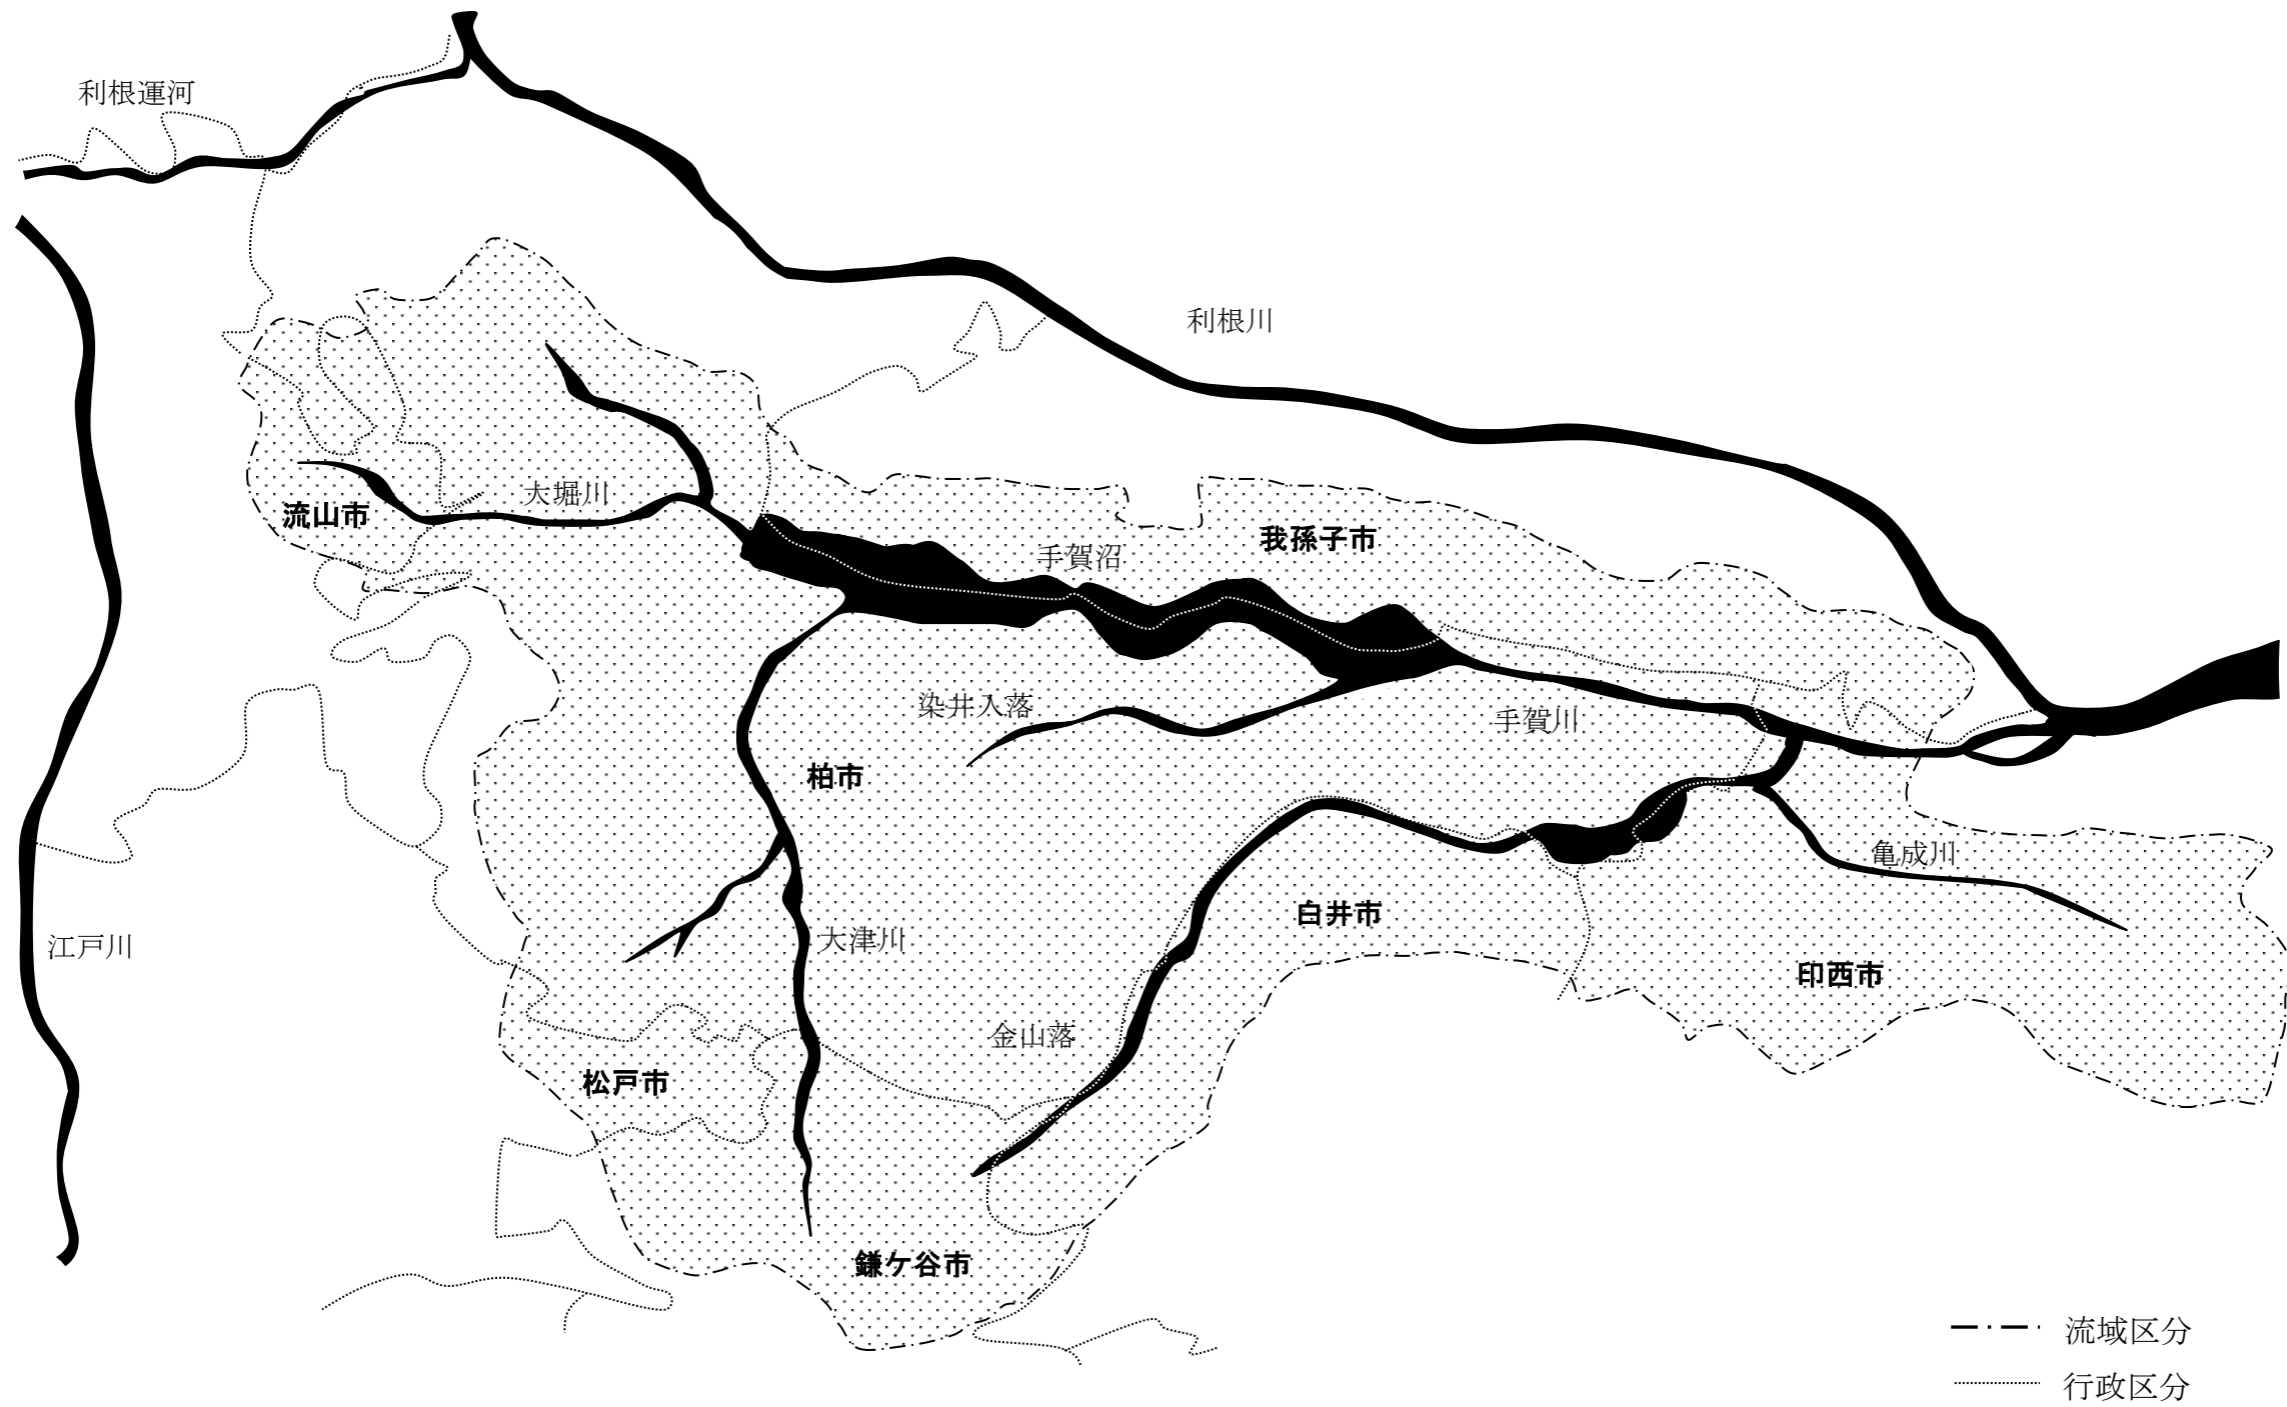 利根運河
利根川
大堀川
流山市
我孫子市
手賀沼
染井入落
手賀川
柏市
亀成川
白井市
江戸川
大津川
印西市
金山落
松戸市
鎌ケ谷市
流域区分
行政区分